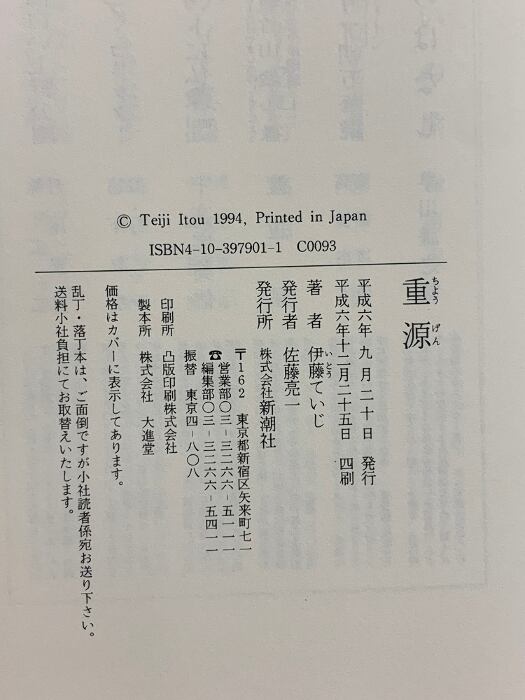 © Teiji Itou 1994, Printed in Japan
ISBN4-10-397901-1 C0093
重源
ちょう げん
平成六年 九月二十日 発行
平成六年十二月二十五日 四刷
著者 伊藤ていじ
いとう
発行者 佐藤亮一
発行所 株式会社新潮社
〒162 東京都新宿区矢来町七一
☎営業部〇三-三二六六-五一一一
編集部〇三-三二六六-五四一一
振替 東京四-八〇八
印刷所 凸版印刷株式会社
製本所 株式会社 大進堂
価格はカバーに表示してあります。
乱丁・落丁本は、ご面倒ですが小社読者係宛お送り下さい。
送料小社負担にてお取替えいたします。